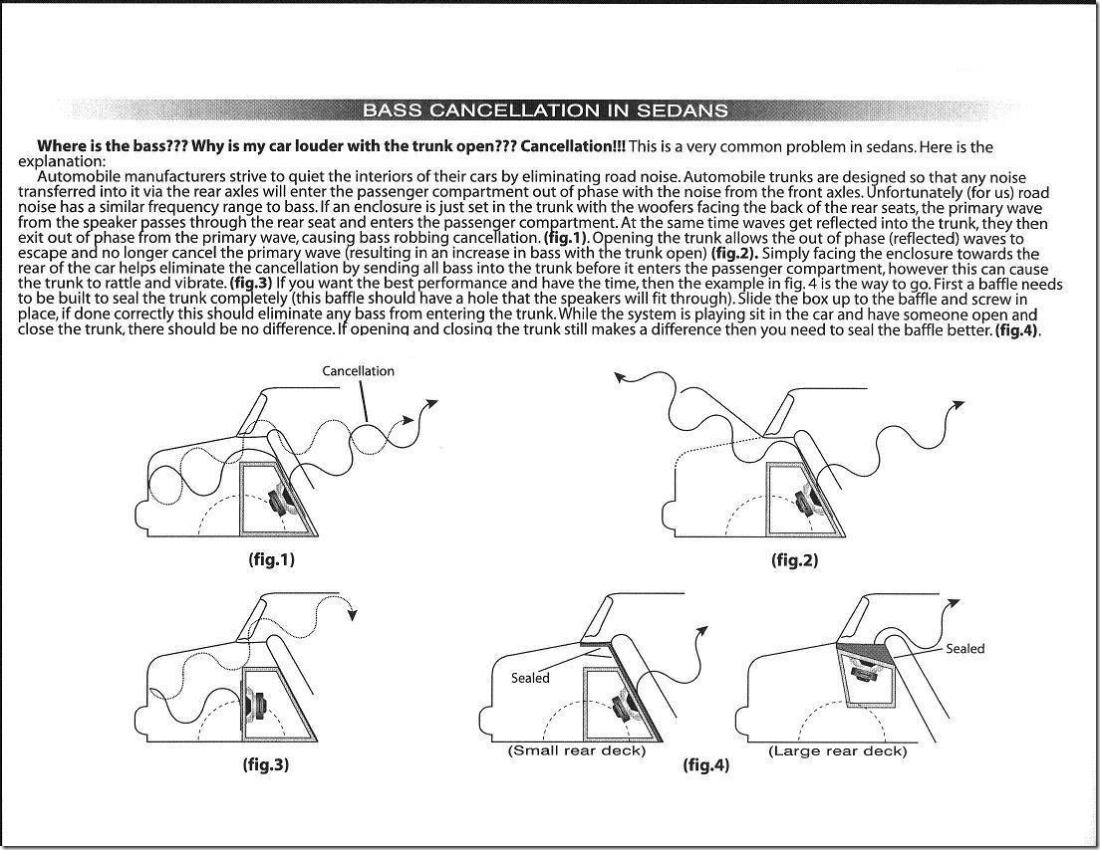 BASS CANCELLATION IN SEDANS
Where is the bass??? Why is my car louder with the trunk open??? Cancellation!!! This is a very common problem in sedans. Here is the
explanation:
Automobile manufacturers strive to quiet the interiors of their cars by eliminating road noise. Automobile trunks are designed so that any noise
transferred into it via the rear axles will enter the passenger compartment out of phase with the noise from the front axles. Unfortunately (for us) road
noise has a similar frequency range to bass. If an enclosure is just set in the trunk with the woofers facing the back of the rear seats, the primary wave
from the speaker passes through the rear seat and enters the passenger compartment. At the same time waves get reflected into the trunk, they then
exit out of phase from the primary wave, causing bass robbing cancellation. (fig.1). Opening the trunk allows the out of phase (reflected) waves to
escape and no longer cancel the primary wave (resulting in an increase in bass with the trunk open) (fig.2). Simply facing the enclosure towards the
rear of the car helps eliminate the cancellation by sending all bass into the trunk before it enters the passenger compartment, however this can cause
the trunk to rattle and vibrate. (fig.3) If you want the best performance and have the time, then the example in fig. 4 is the way to go. First a baffle needs
to be built to seal the trunk completely (this baffle should have a hole that the speakers will fit through). Slide the box up to the baffle and screw in
place, if done correctly this should eliminate any bass from entering the trunk. While the system is playing sit in the car and have someone open and
close the trunk, there should be no difference. If opening and closing the trunk still makes a difference then you need to seal the baffle better. (fig.4).
Cancellation
(fig.1)
(fig.2)
Sealed
Sealed
(Small rear deck)
(Large rear deck)
(fig.3)
(fig.4)